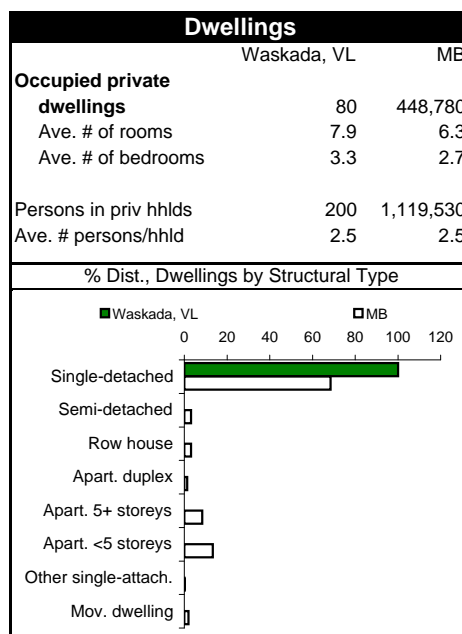 Dwellings
Waskada, VL MB
Occupied private
dwellings 80 448,780
Ave. # of rooms 7.9 6.3
Ave. # of bedrooms 3.3 2.7
Persons in priv hhlds 200 1,119,530
Ave. # persons/hhld 2.5 2.5
% Dist., Dwellings by Structural Type
Waskada, VL MB
0 20 40 60 80 100 120
Single-detached
Semi-detached
Row house
Apart. duplex
Apart. 5+ storeys
Apart. <5 storeys
Other single-attach.
Mov. dwelling